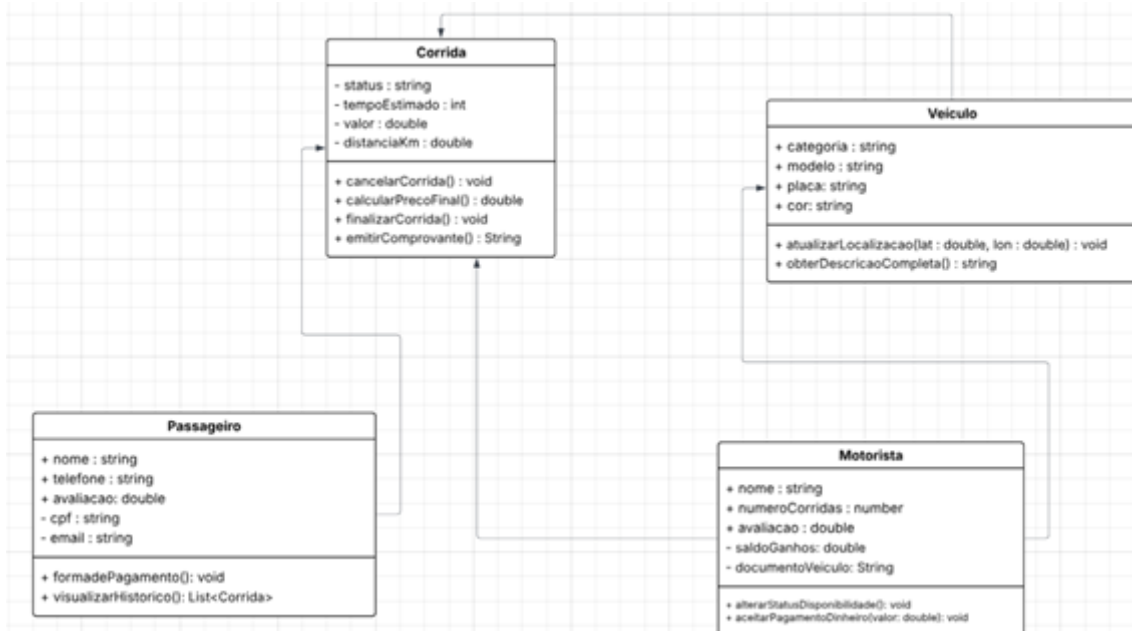 Corrida
- status : string
- tempoEstimado : int
- valor : double
- distanciaKm : double
+ cancelarCorrida() : void
+ calcularPrecoFinal() : double
+ finalizarCorrida() : void
+ emitirComprovante() : String
Veículo
+ categoria : string
+ modelo : string
+ placa: string
+ cor: string
+ atualizarLocalizacao(lat : double, lon : double) : void
+ obterDescricaoCompleta() : string
Passageiro
+ nome : string
+ telefone : string
+ avaliacao: double
- cpf : string
- email : string
+ formadePagamento(): void
+ visualizarHistorico(): List<Corrida>
Motorista
+ nome : string
+ numeroCorridas : number
+ avaliacao : double
- saldoGanhos: double
- documentoVeiculo: String
+ alterarStatusDisponibilidade(): void
+ aceitarPagamentoDinheiro(valor: double): void